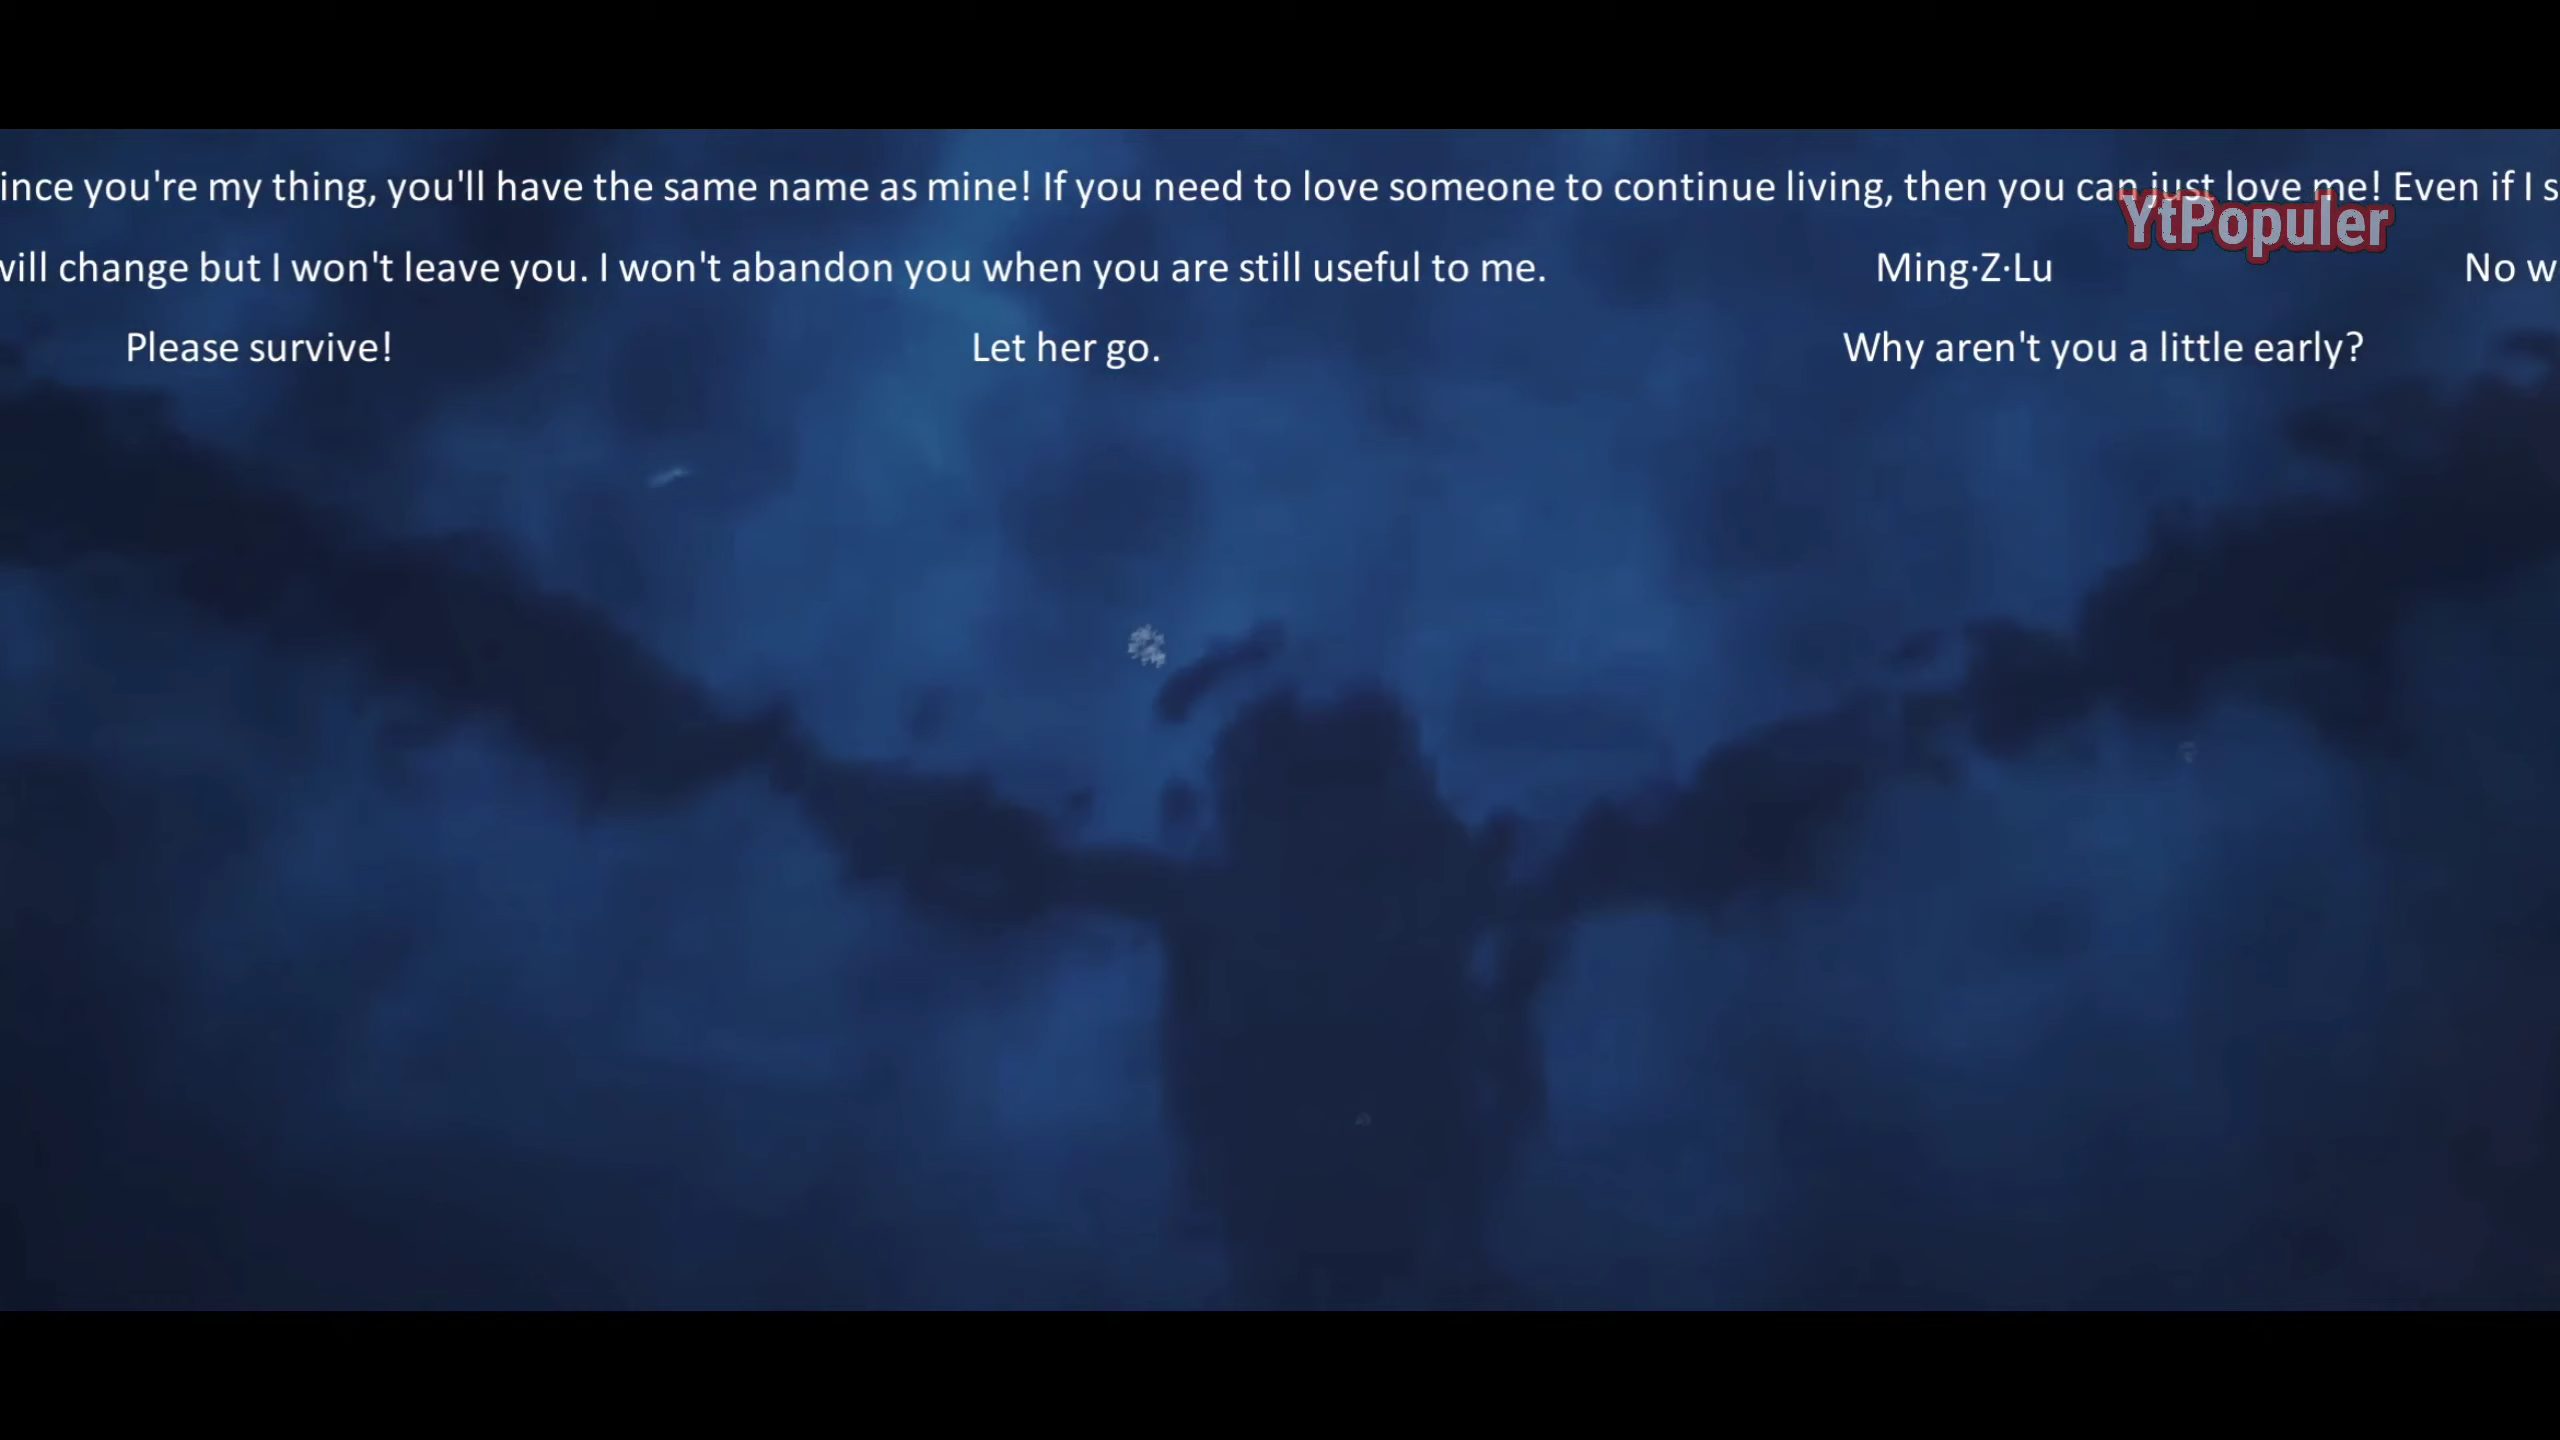 ince you're my thing, you'll have the same name as mine! If you need to love someone to continue living, then you can just love me! Even if I s
YtPopuler
will change but I won't leave you. I won't abandon you when you are still useful to me. Ming·Z·Lu No w
Please survive! Let her go. Why aren't you a little early?